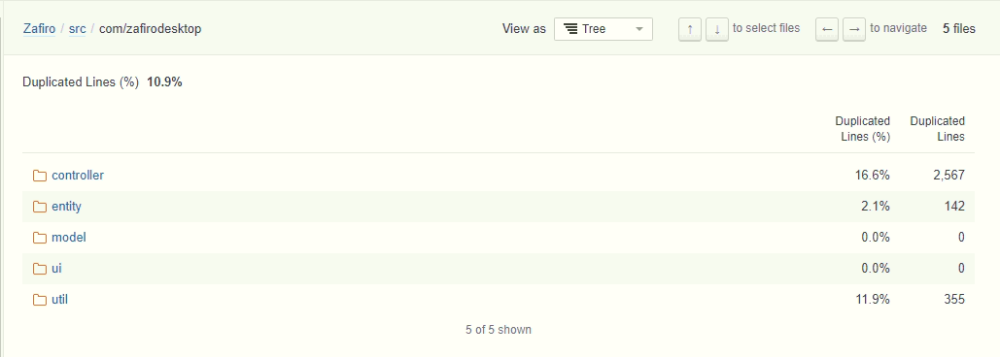 Zafiro / src / com/zafirodesktop View as Tree ↑ ↓ to select files ← → to navigate 5 files
Duplicated Lines (%) 10.9%
Duplicated Lines (%) Duplicated Lines
controller 16.6% 2,567
entity 2.1% 142
model 0.0% 0
ui 0.0% 0
util 11.9% 355
5 of 5 shown